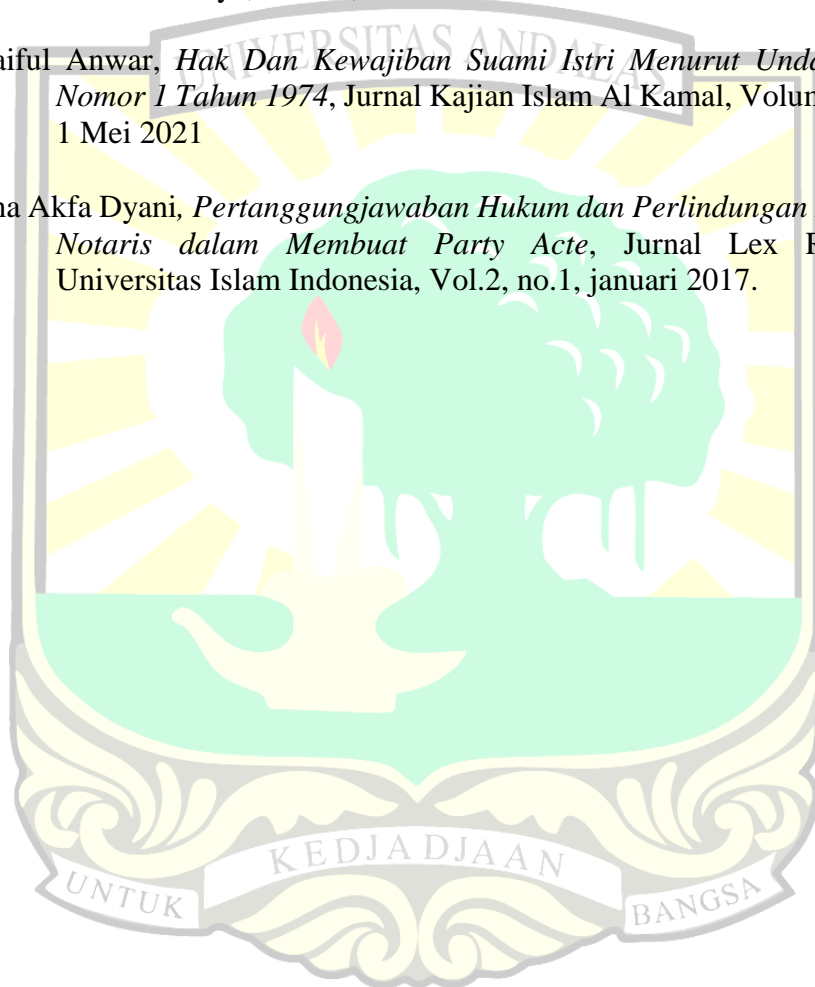 aiful Anwar, Hak Dan Kewajiban Suami Istri Menurut Unda
Nomor 1 Tahun 1974, Jurnal Kajian Islam Al Kamal, Volum
1 Mei 2021
na Akfa Dyani, Pertanggungjawaban Hukum dan Perlindungan
Notaris dalam Membuat Party Acte, Jurnal Lex R
Universitas Islam Indonesia, Vol.2, no.1, januari 2017.
UNIVERSITAS ANDALAS
KEDJADJAAN
UNTUK
BANGSA